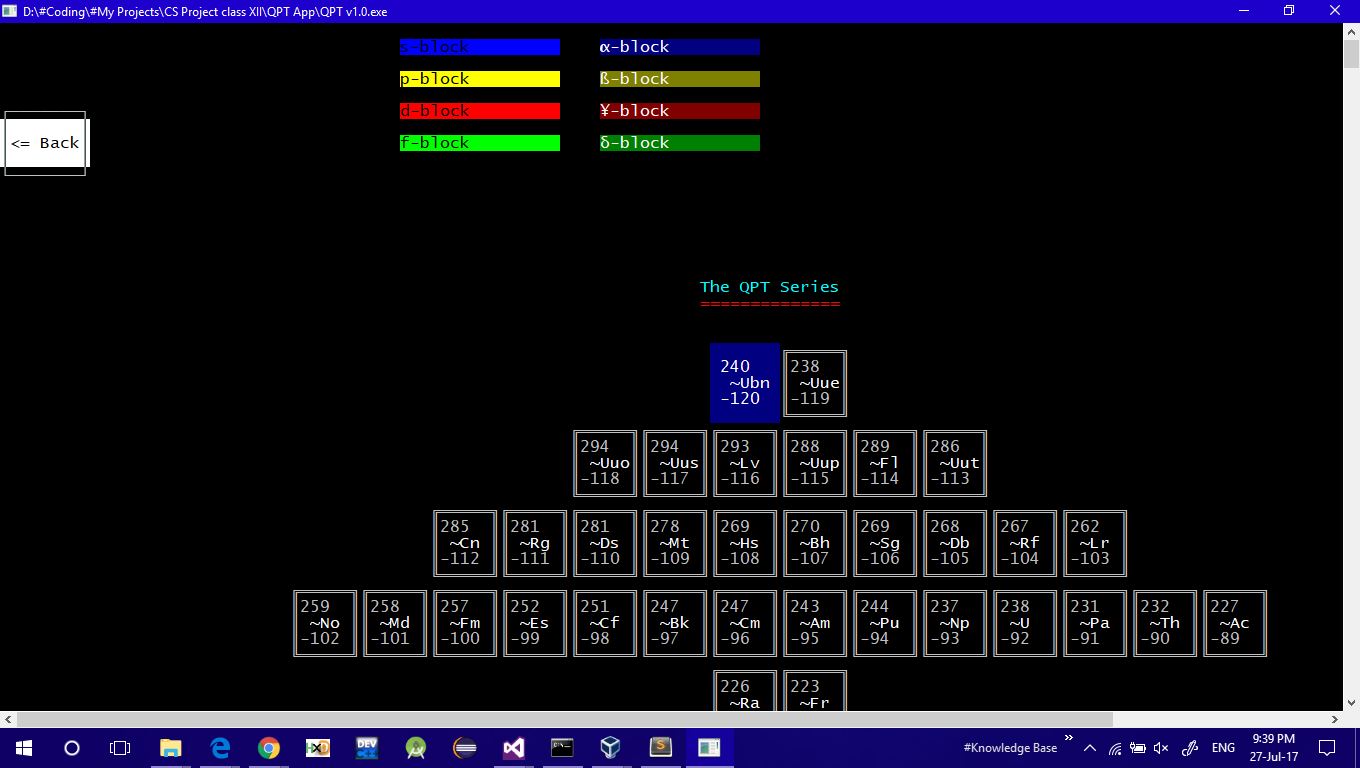 D:\#Coding\#My Projects\CS Project class XII\QPT App\QPT v1.0.exe
s-block α-block
p-block ß-block
d-block ¥-block
<= Back
f-block δ-block
The QPT Series
==============
240 238
~Ubn ~Uue
-120 -119
294 294 293 288 289 286
~Uuo ~Uus ~Lv ~Uup ~Fl ~Uut
-118 -117 -116 -115 -114 -113
285 281 281 278 269 270 269 268 267 262
~Cn ~Rg ~Ds ~Mt ~Hs ~Bh ~Sg ~Db ~Rf ~Lr
-112 -111 -110 -109 -108 -107 -106 -105 -104 -103
259 258 257 252 251 247 247 243 244 237 238 231 232 227
~No ~Md ~Fm ~Es ~Cf ~Bk ~Cm ~Am ~Pu ~Np ~U ~Pa ~Th ~Ac
-102 -101 -100 -99 -98 -97 -96 -95 -94 -93 -92 -91 -90 -89
226 223
~Ra ~Fr
HXD DEV C++ #Knowledge Base » ENG 9:39 PM
27-Jul-17